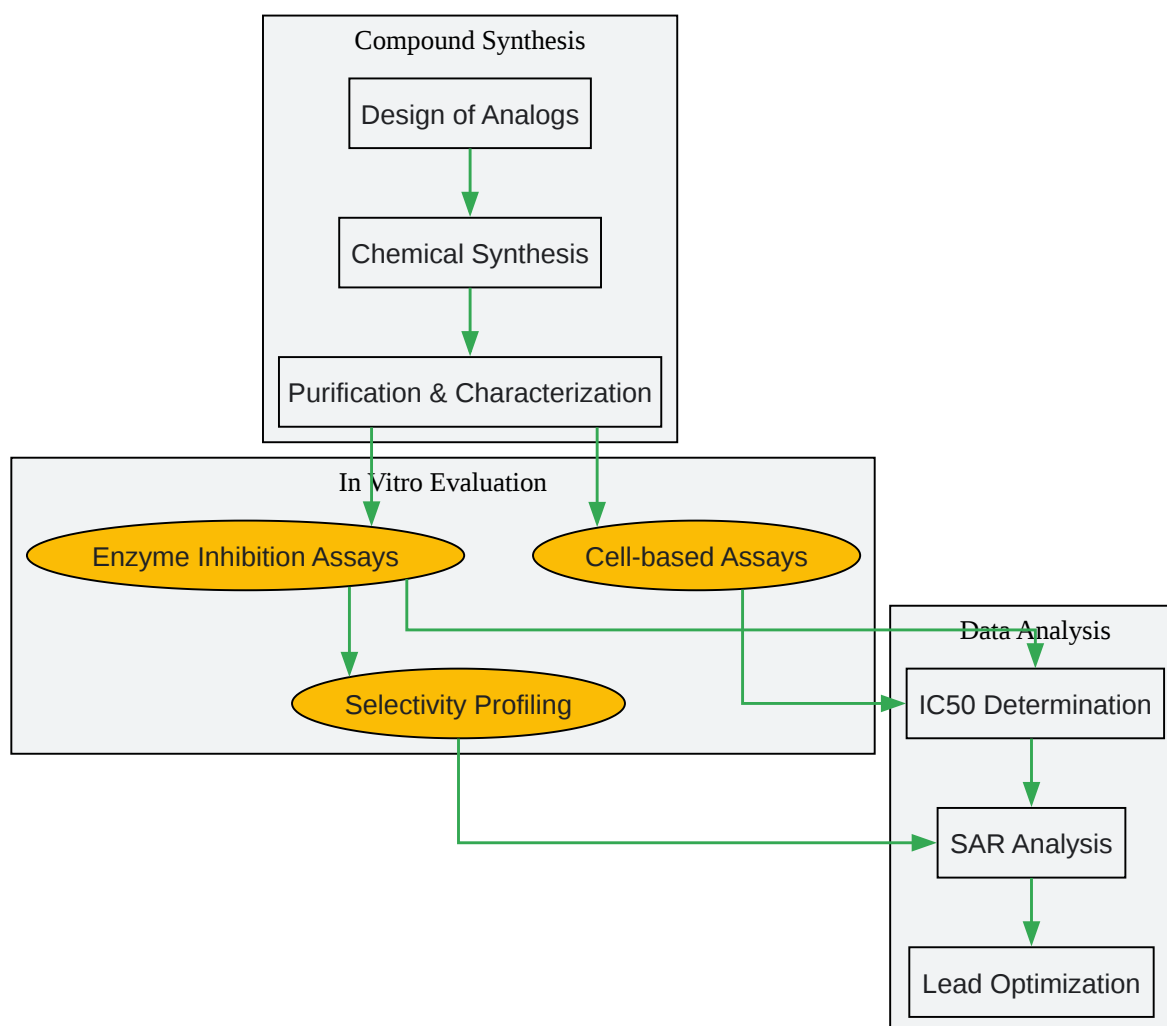 Compound Synthesis
Design of Analogs
Chemical Synthesis
Purification & Characterization
In Vitro Evaluation
Enzyme Inhibition Assays
Cell-based Assays
Selectivity Profiling
Data Analysis
IC50 Determination
SAR Analysis
Lead Optimization